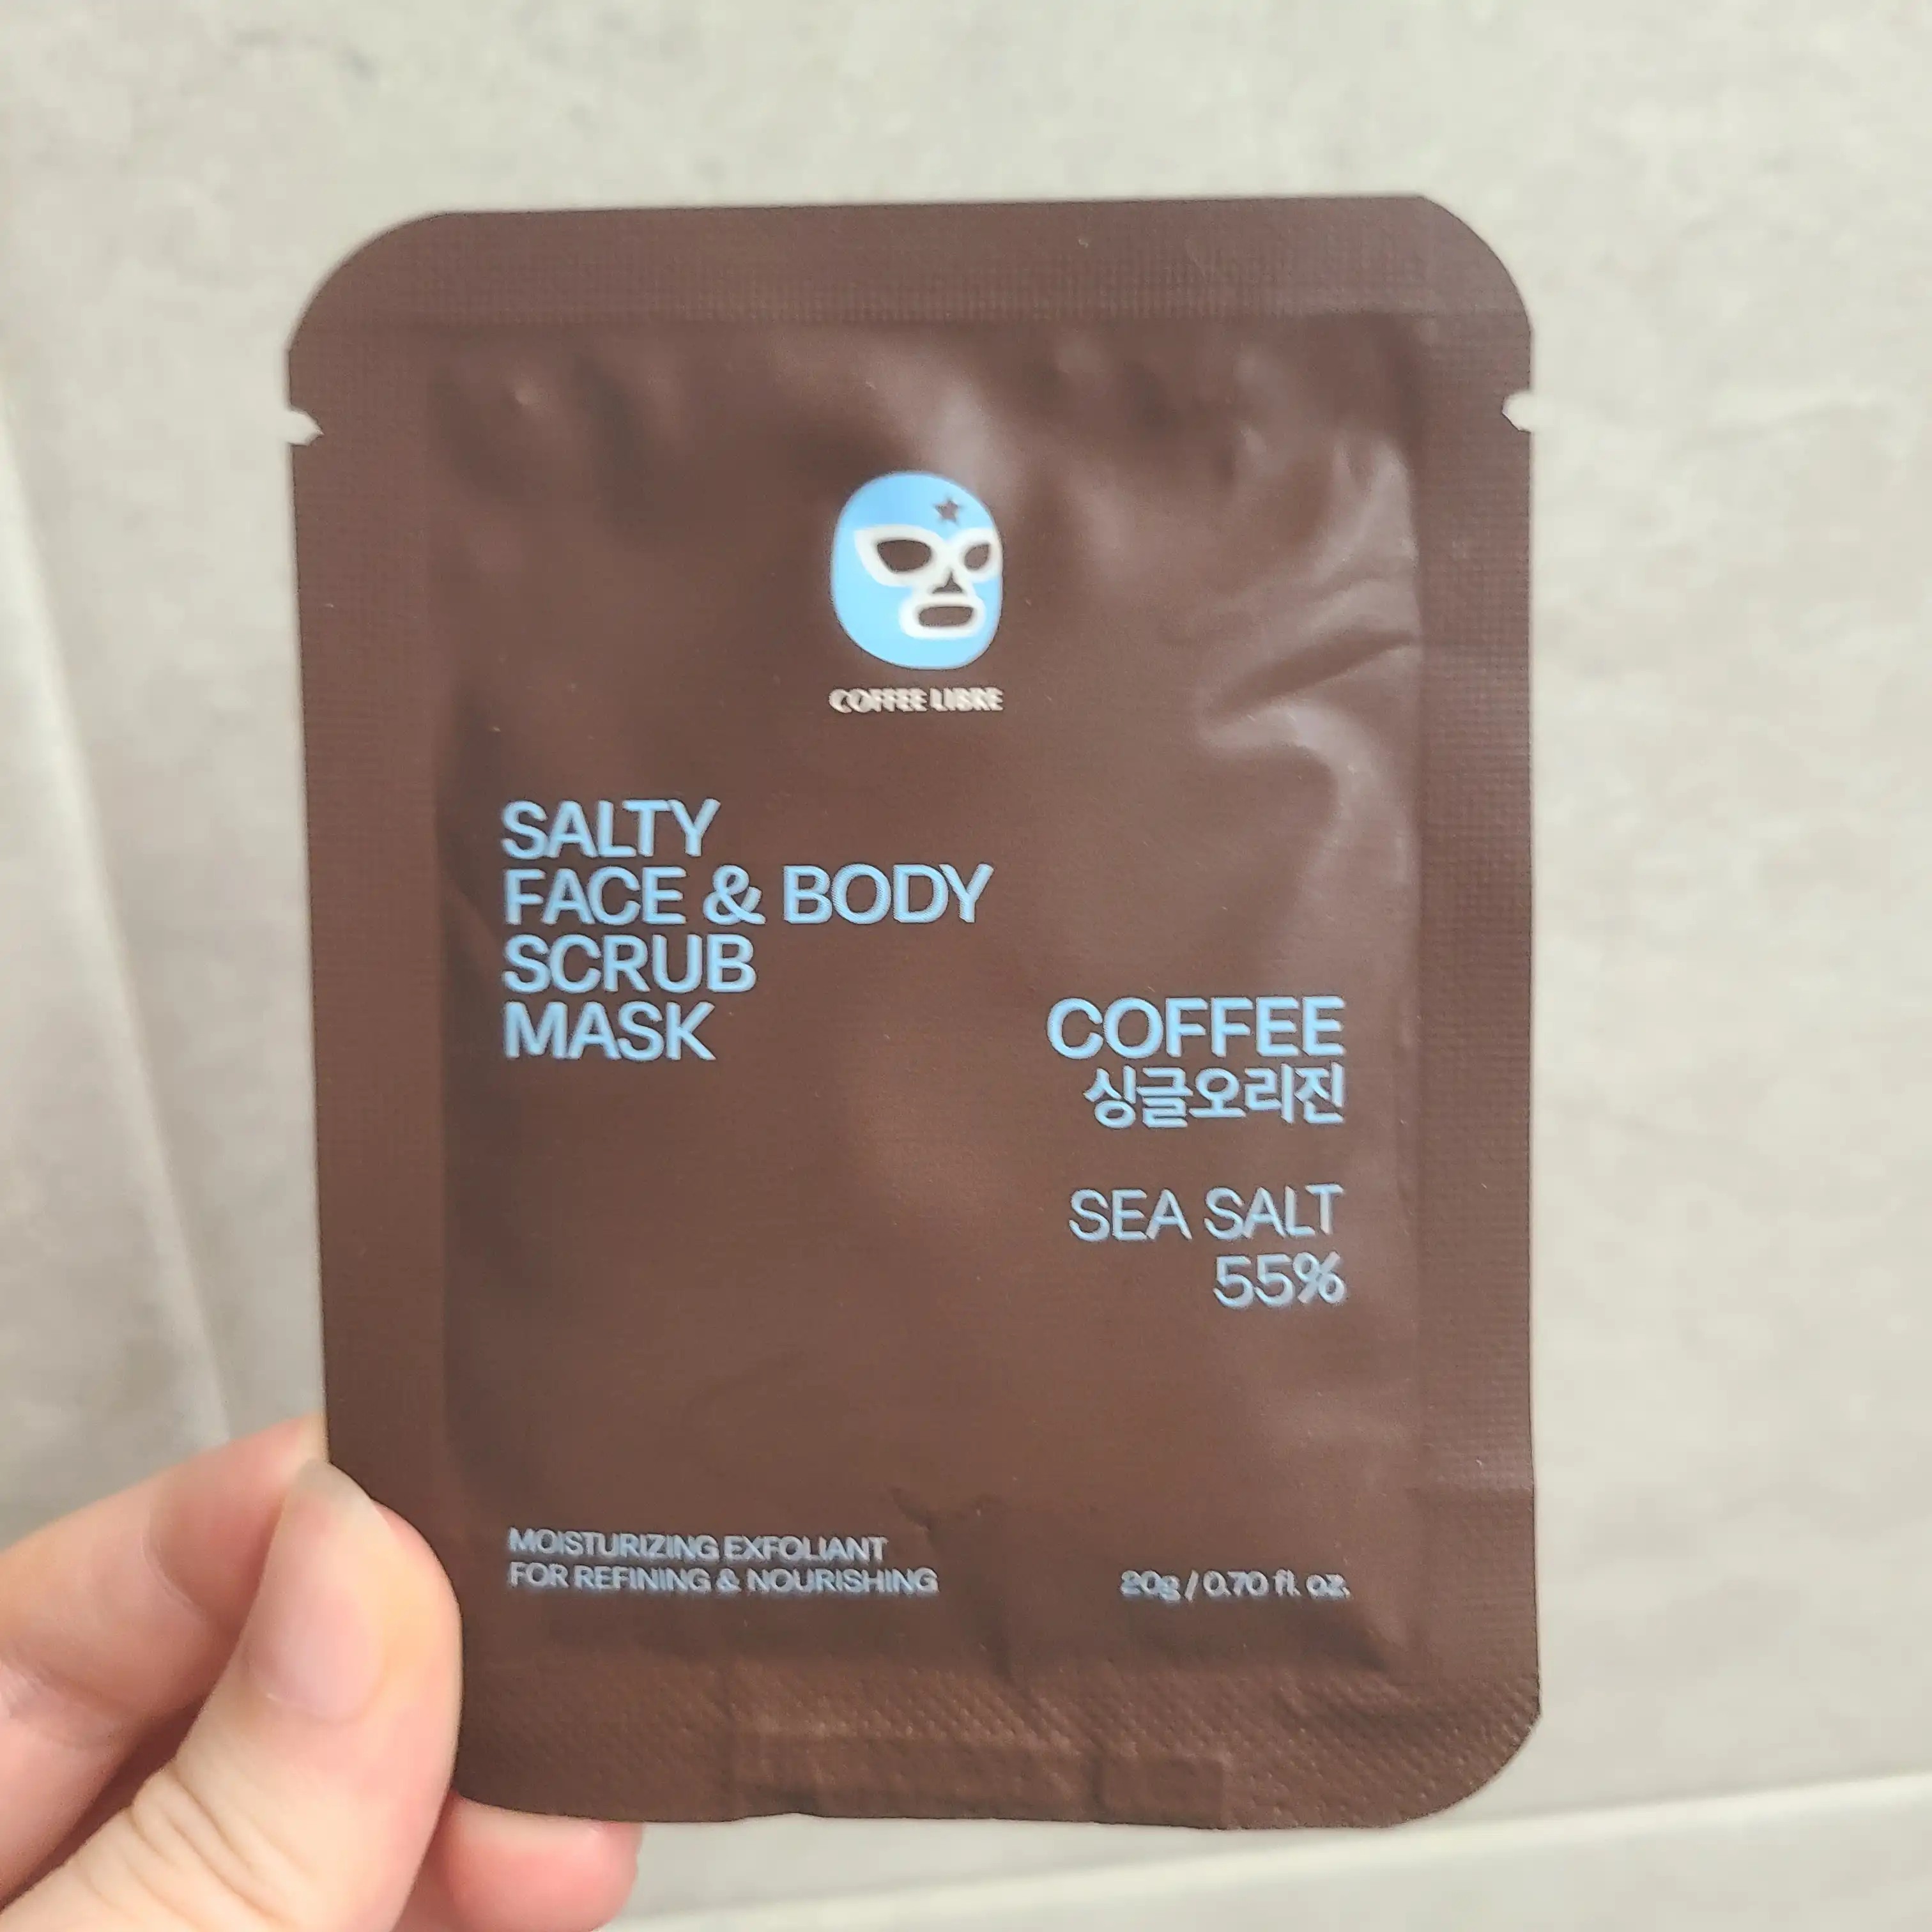 COFFEE LIBRE
SALTY
FACE & BODY
SCRUB
MASK
COFFEE
싱글오리진
SEA SALT
55%
MOISTURIZING EXFOLIANT
FOR REFINING & NOURISHING
20g / 0.70 fl. oz.